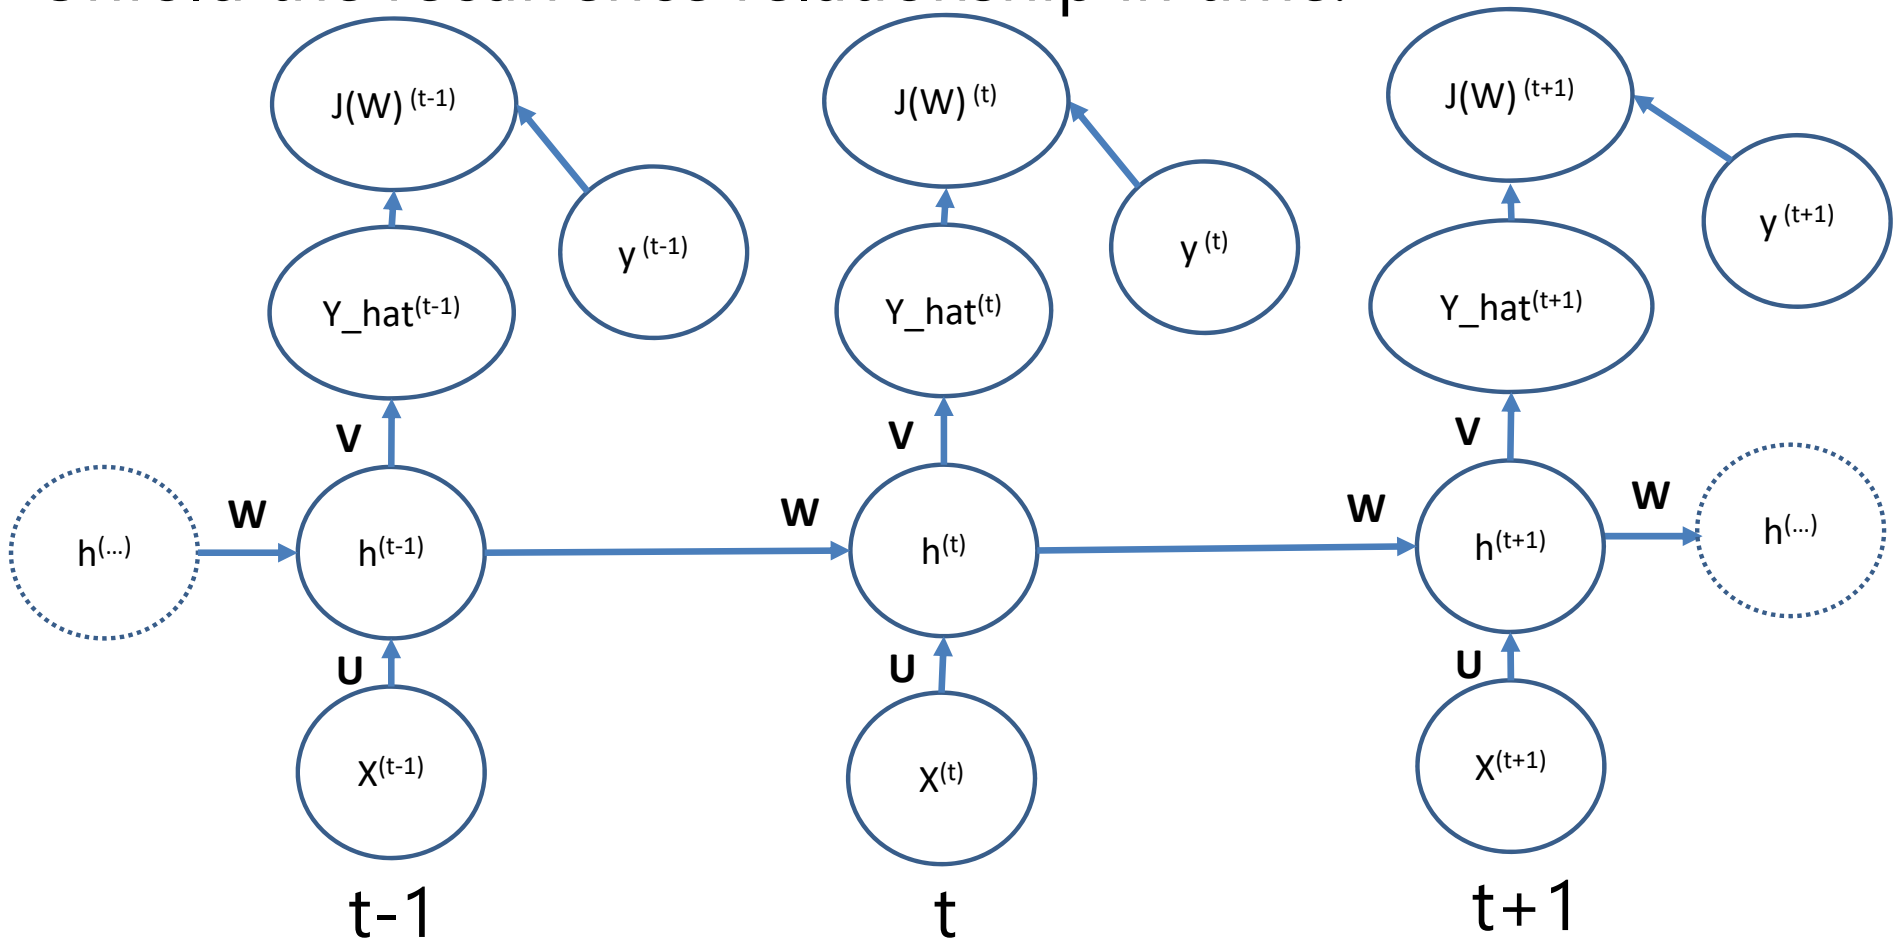 J(W) (t-1)
J(W) (t)
J(W) (t+1)
y (t-1)
y (t)
y (t+1)
Y_hat(t-1)
Y_hat(t)
Y_hat(t+1)
V
V
V
h(...)
W
h(t-1)
W
h(t)
W
h(t+1)
W
h(...)
U
U
U
X(t-1)
X(t)
X(t+1)
t-1
t
t+1